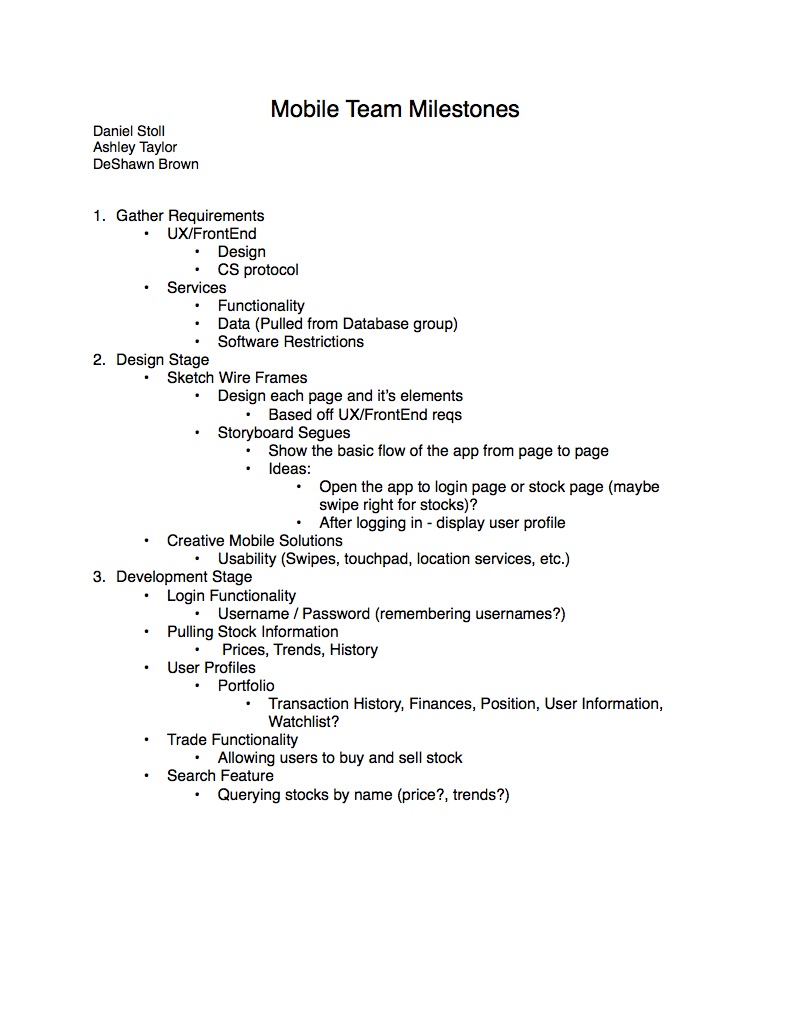 Mobile Team Milestones
Daniel Stoll
Ashley Taylor
DeShawn Brown
1. Gather Requirements
• UX/FrontEnd
• Design
• CS protocol
• Services
• Functionality
• Data (Pulled from Database group)
• Software Restrictions
2. Design Stage
• Sketch Wire Frames
• Design each page and it’s elements
• Based off UX/FrontEnd reqs
• Storyboard Segues
• Show the basic flow of the app from page to page
• Ideas:
• Open the app to login page or stock page (maybe
swipe right for stocks)?
• After logging in - display user profile
• Creative Mobile Solutions
• Usability (Swipes, touchpad, location services, etc.)
3. Development Stage
• Login Functionality
• Username / Password (remembering usernames?)
• Pulling Stock Information
• Prices, Trends, History
• User Profiles
• Portfolio
• Transaction History, Finances, Position, User Information,
Watchlist?
• Trade Functionality
• Allowing users to buy and sell stock
• Search Feature
• Querying stocks by name (price?, trends?)